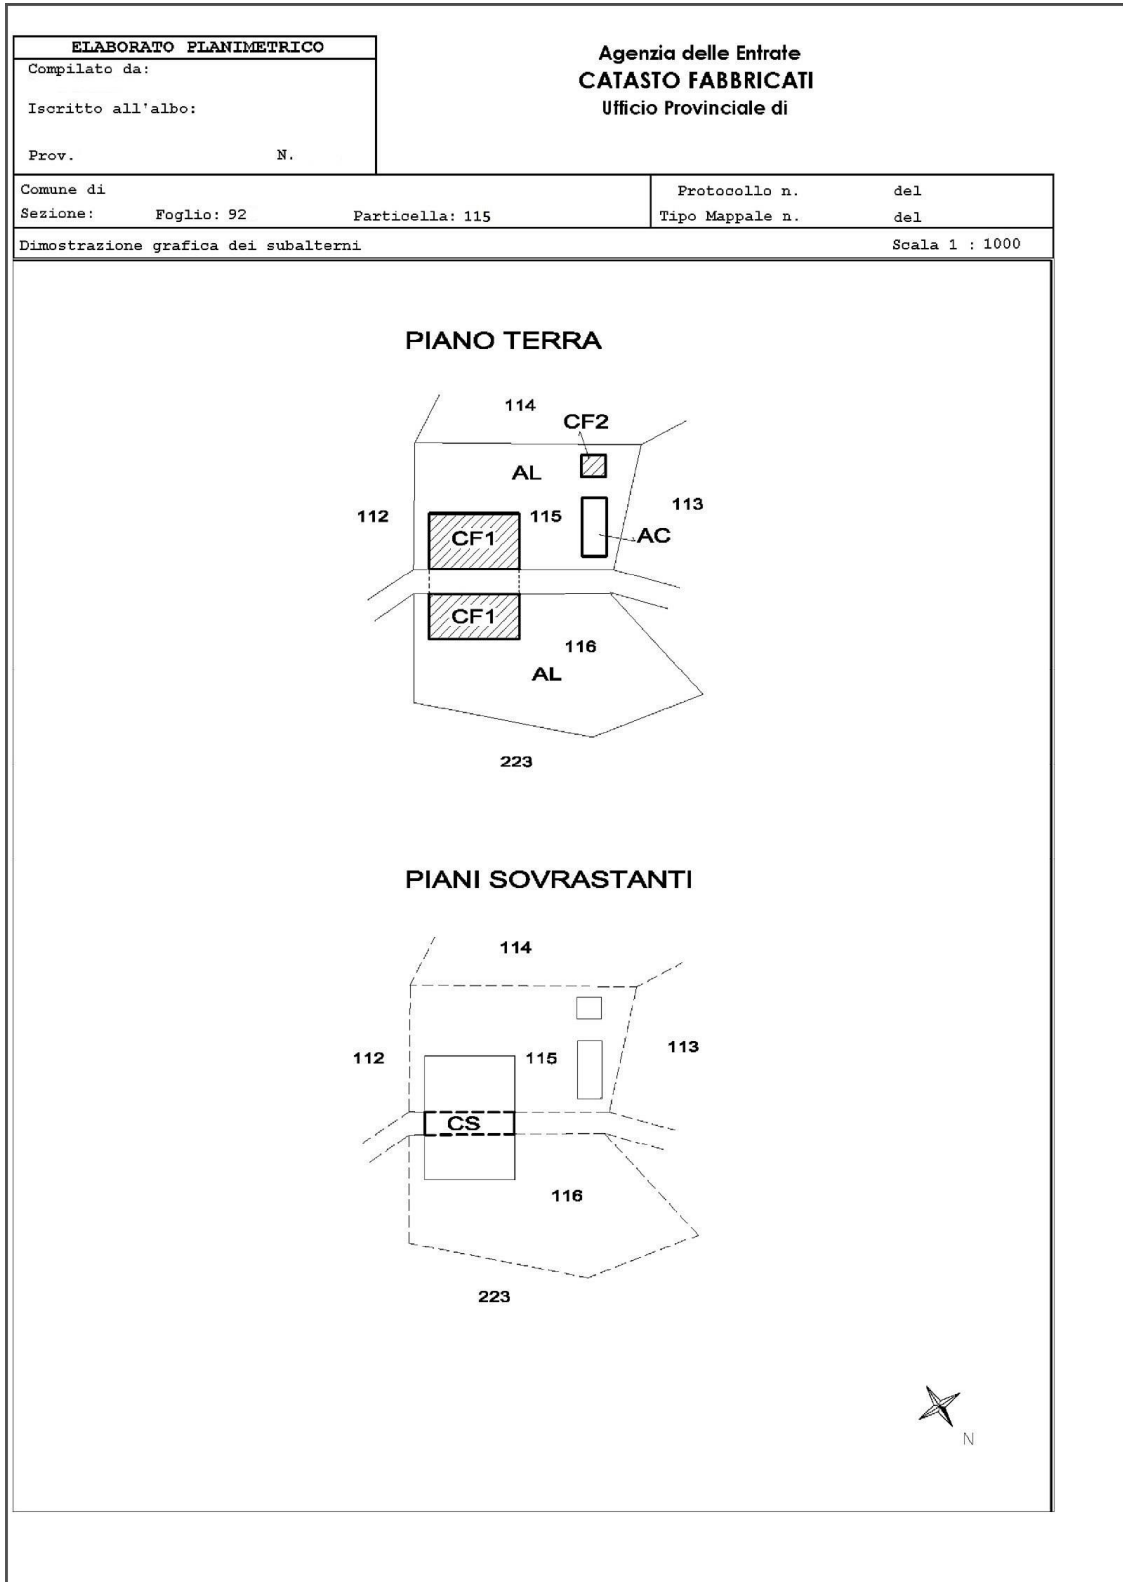 ELABORATO PLANIMETRICO
Compilato da:
Iscritto all'albo:
Prov. N.
Agenzia delle Entrate
CATASTO FABBRICATI
Ufficio Provinciale di
Comune di
Sezione: Foglio: 92 Particella: 115
Protocollo n. del
Tipo Mappale n. del
Dimostrazione grafica dei subalterni Scala 1 : 1000
PIANO TERRA
114
CF2
AL
112
115
113
CF1
AC
CF1
116
AL
223
PIANI SOVRASTANTI
114
112
115
113
CS
116
223
N